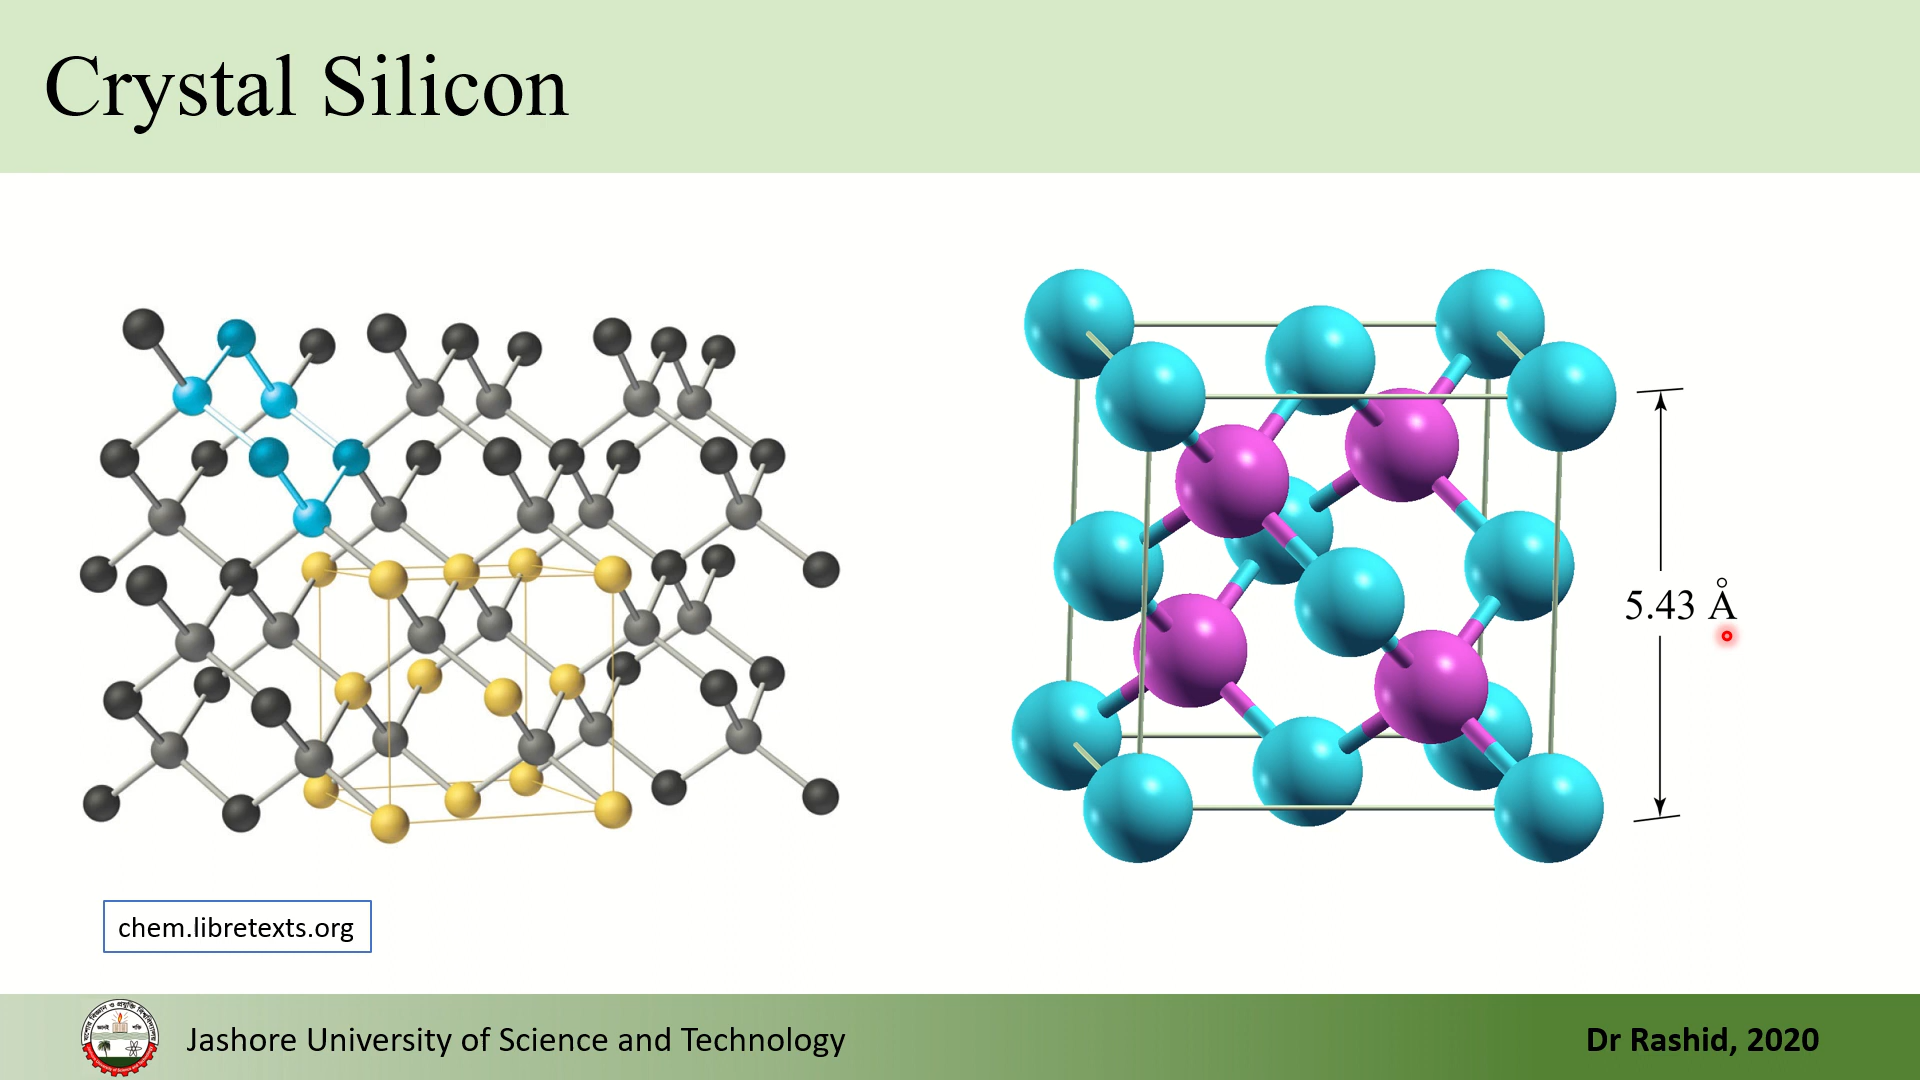 Crystal Silicon
5.43 Å
chem.libretexts.org
Jashore University of Science and Technology
Dr Rashid, 2020